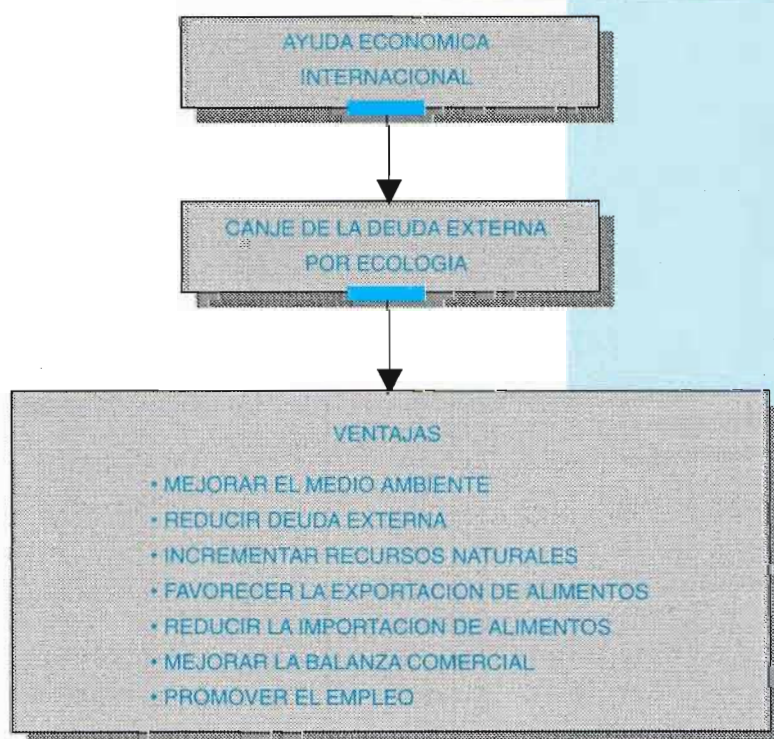 AYUDA ECONOMICA
INTERNACIONAL
CANJE DE LA DEUDA EXTERNA
POR ECOLOGIA
VENTAJAS
• MEJORAR EL MEDIO AMBIENTE
• REDUCIR DEUDA EXTERNA
• INCREMENTAR RECURSOS NATURALES
• FAVORECER LA EXPORTACION DE ALIMENTOS
• REDUCIR LA IMPORTACION DE ALIMENTOS
• MEJORAR LA BALANZA COMERCIAL
• PROMOVER EL EMPLEO